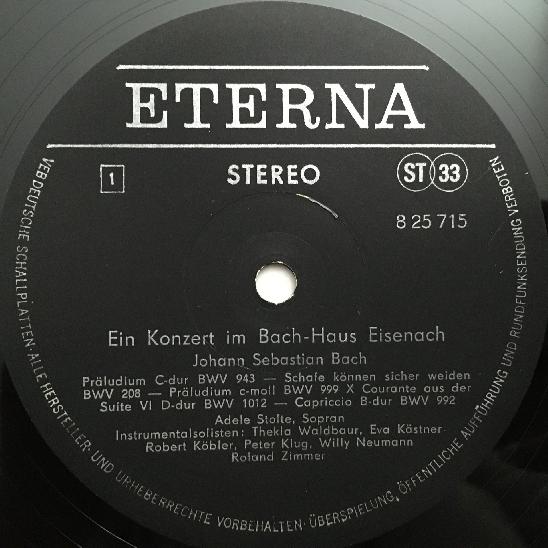 ETERNA
1
STEREO
ST 33
8 25 715
Ein Konzert im Bach-Haus Eisenach
Johann Sebastian Bach
Präludium C-dur BWV 943 — Schafe können sicher weiden
BWV 208 — Präludium c-moll BWV 999 X Courante aus der
Suite VI D-dur BWV 1012 — Capriccio B-dur BWV 992
Adele Stolte, Sopran
Instrumentalsolisten: Thekla Waldbaur, Eva Kästner
Robert Köbler, Peter Klug, Willy Neumann
Roland Zimmer
VEB DEUTSCHE SCHALLPLATTEN · ALLE HERSTELLER- UND URHEBERRECHTE VORBEHALTEN · ÜBERSPIELUNG, ÖFFENTLICHE AUFFÜHRUNG UND RUNDFUNKSENDUNG VERBOTEN